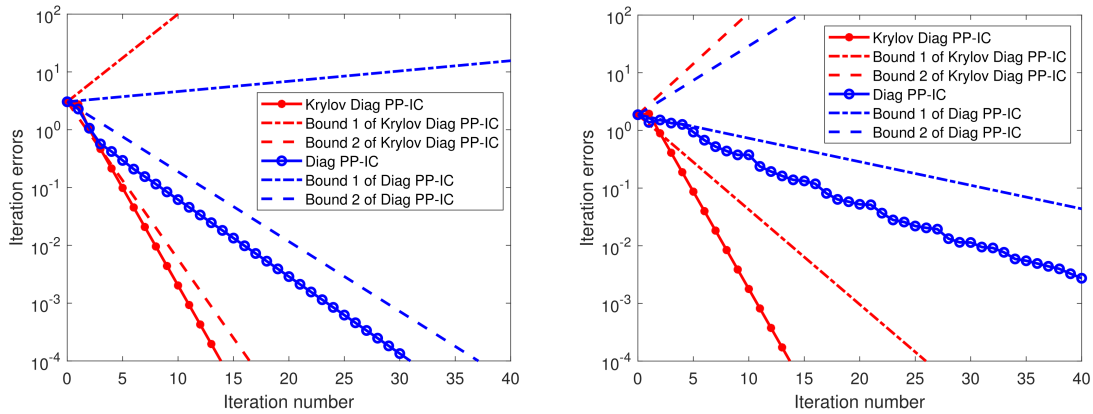 10^2
10^1
10^0
10^-1
10^-2
10^-3
10^-4
Iteration errors
0 5 10 15 20 25 30 35 40
Iteration number
Krylov Diag PP-IC
Bound 1 of Krylov Diag PP-IC
Bound 2 of Krylov Diag PP-IC
Diag PP-IC
Bound 1 of Diag PP-IC
Bound 2 of Diag PP-IC
10^2
10^1
10^0
10^-1
10^-2
10^-3
10^-4
Iteration errors
0 5 10 15 20 25 30 35 40
Iteration number
Krylov Diag PP-IC
Bound 1 of Krylov Diag PP-IC
Bound 2 of Krylov Diag PP-IC
Diag PP-IC
Bound 1 of Diag PP-IC
Bound 2 of Diag PP-IC